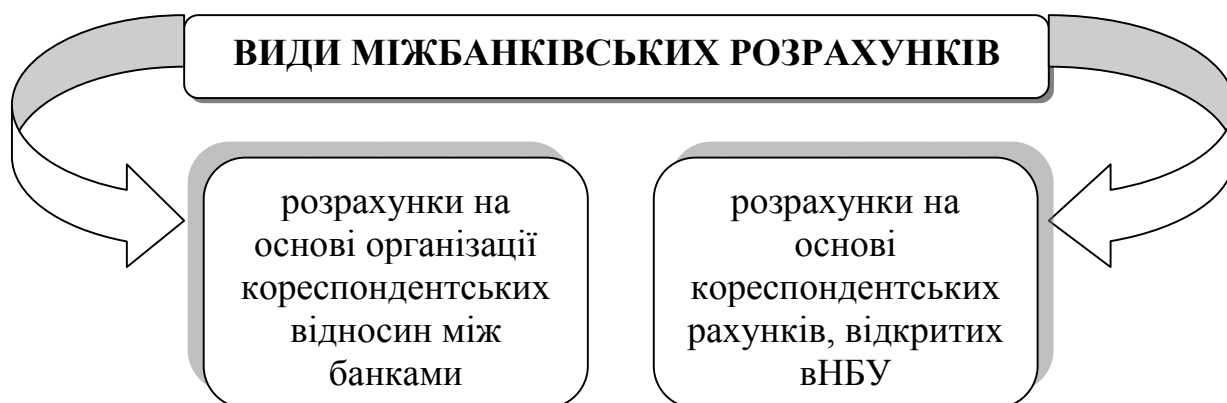 ВИДИ МІЖБАНКІВСЬКИХ РОЗРАХУНКІВ
розрахунки на
основі організації
кореспондентських
відносин між
банками
розрахунки на
основі
кореспондентських
рахунків, відкритих
вНБУ